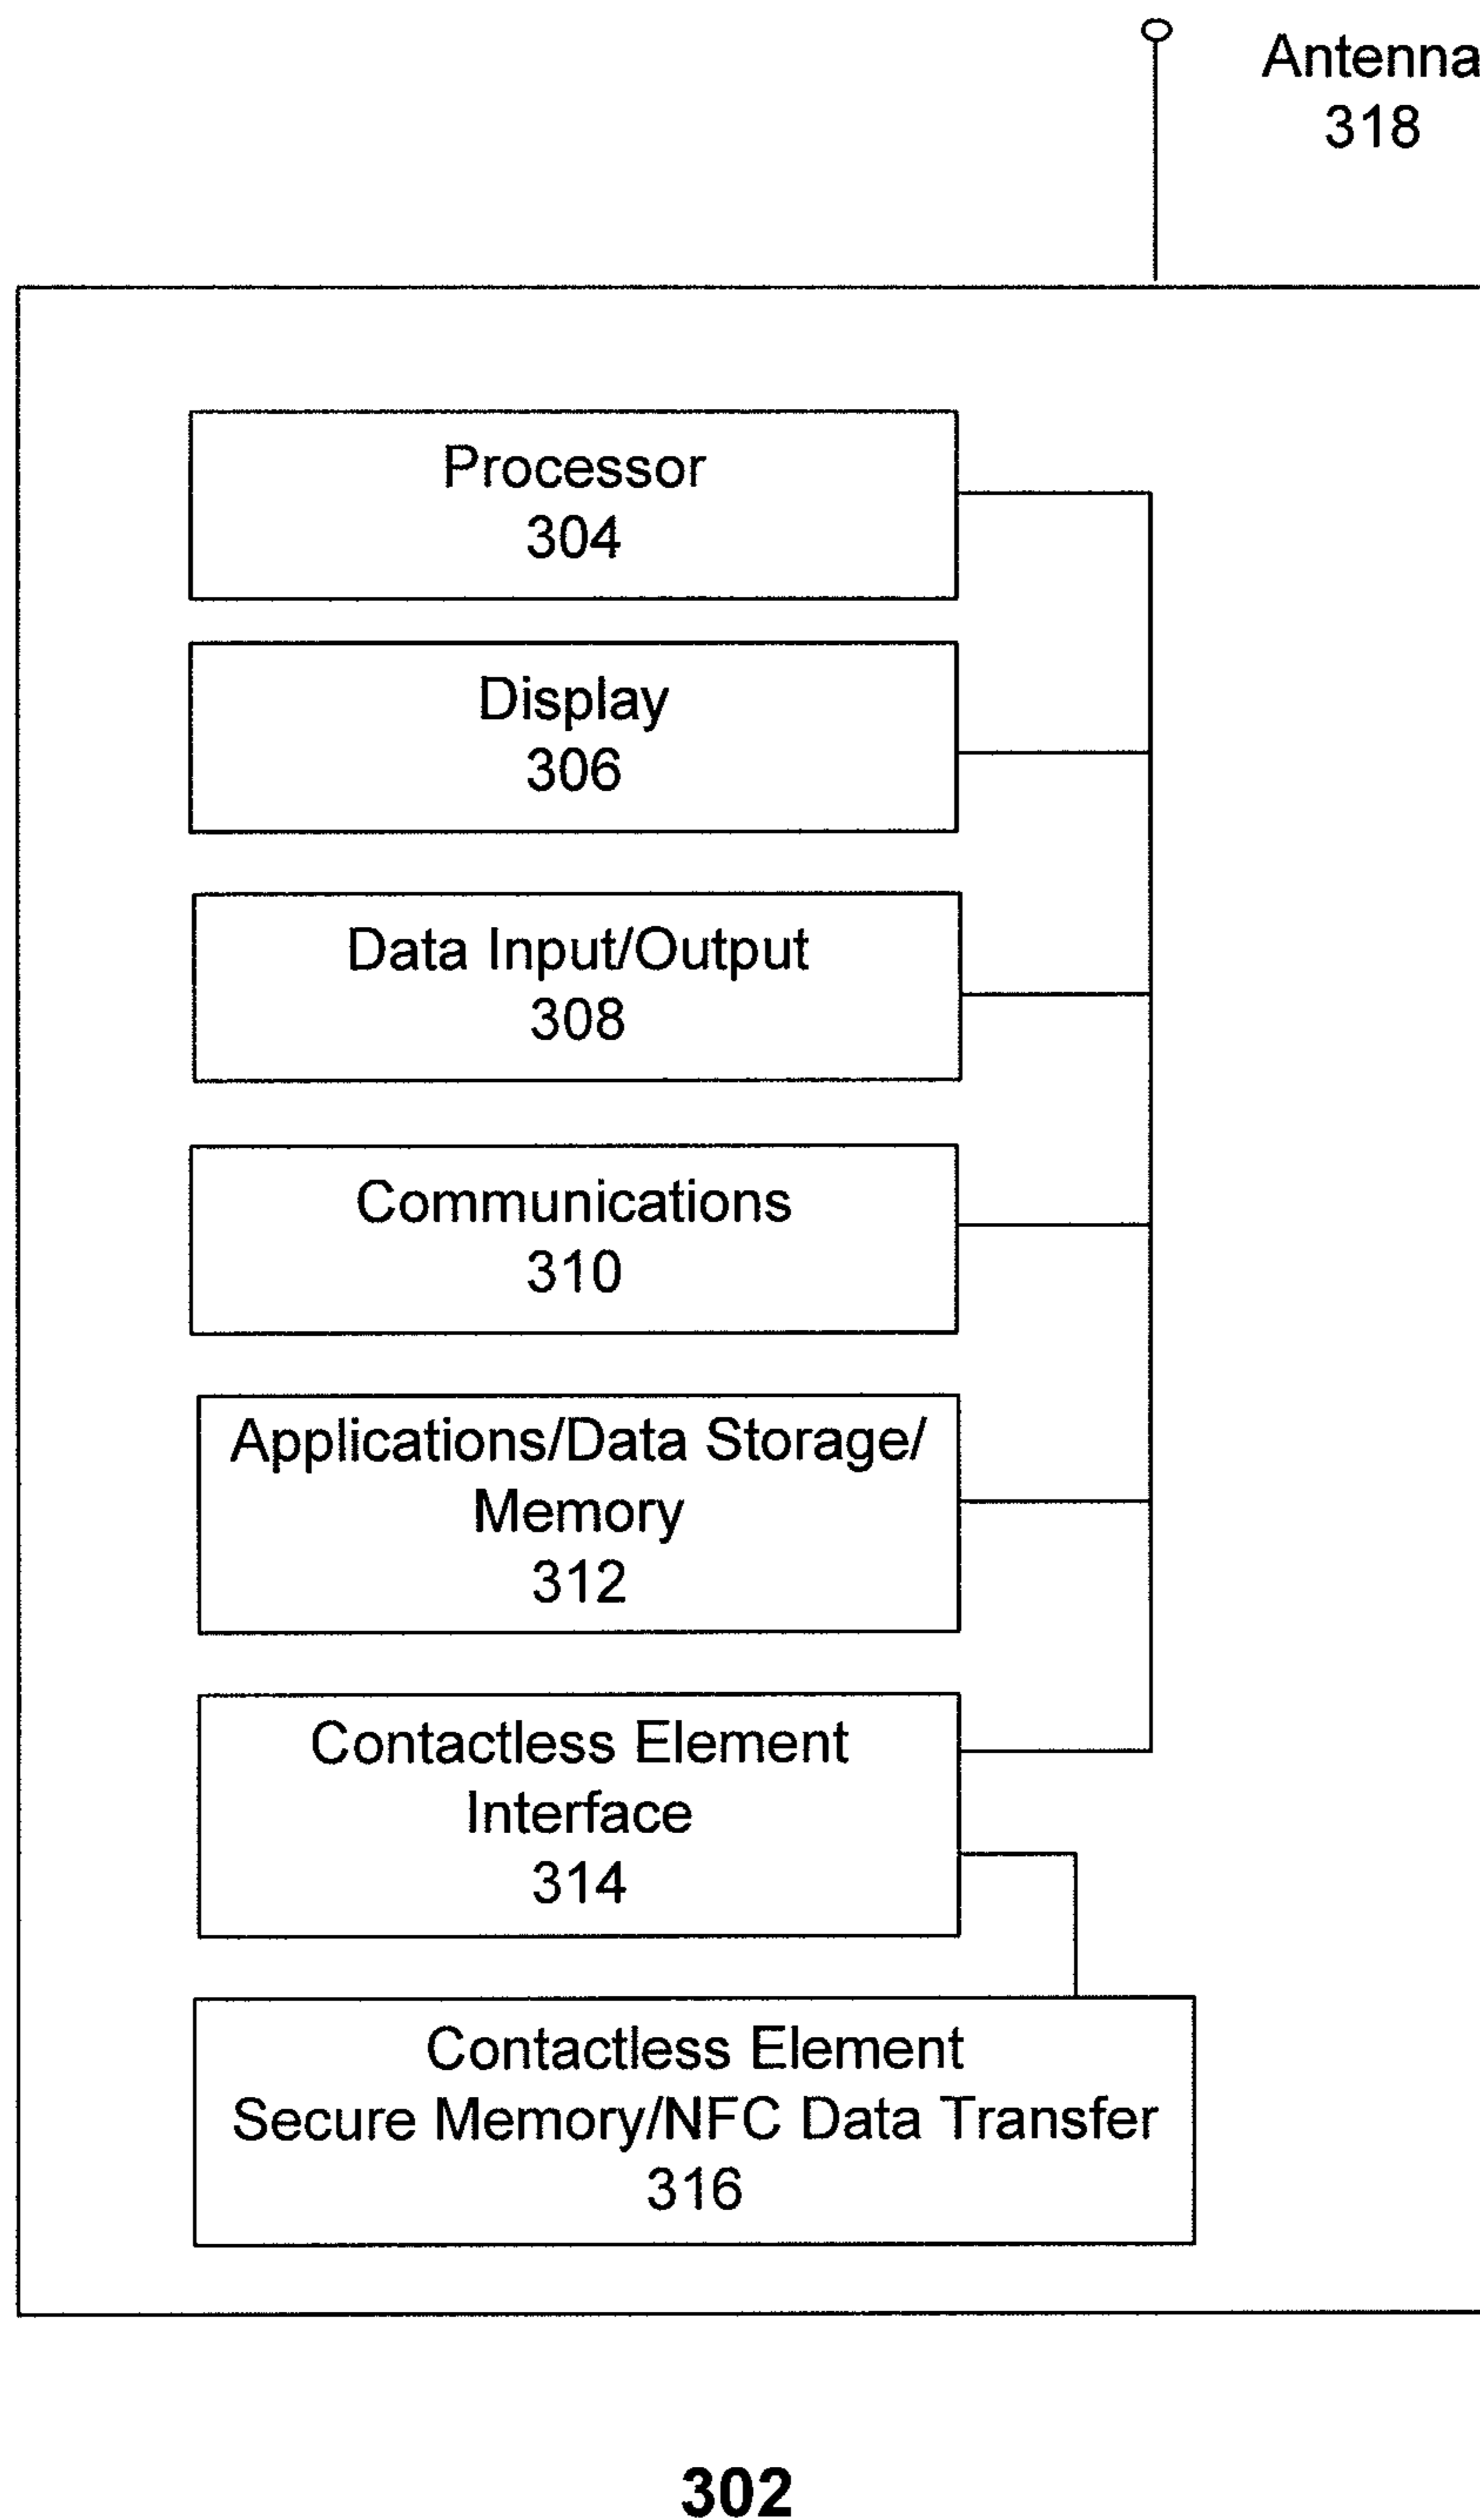 Antenna
318
Processor
304
Display
306
Data Input/Output
308
Communications
310
Applications/Data Storage/
Memory
312
Contactless Element
Interface
314
Contactless Element
Secure Memory/NFC Data Transfer
316
302